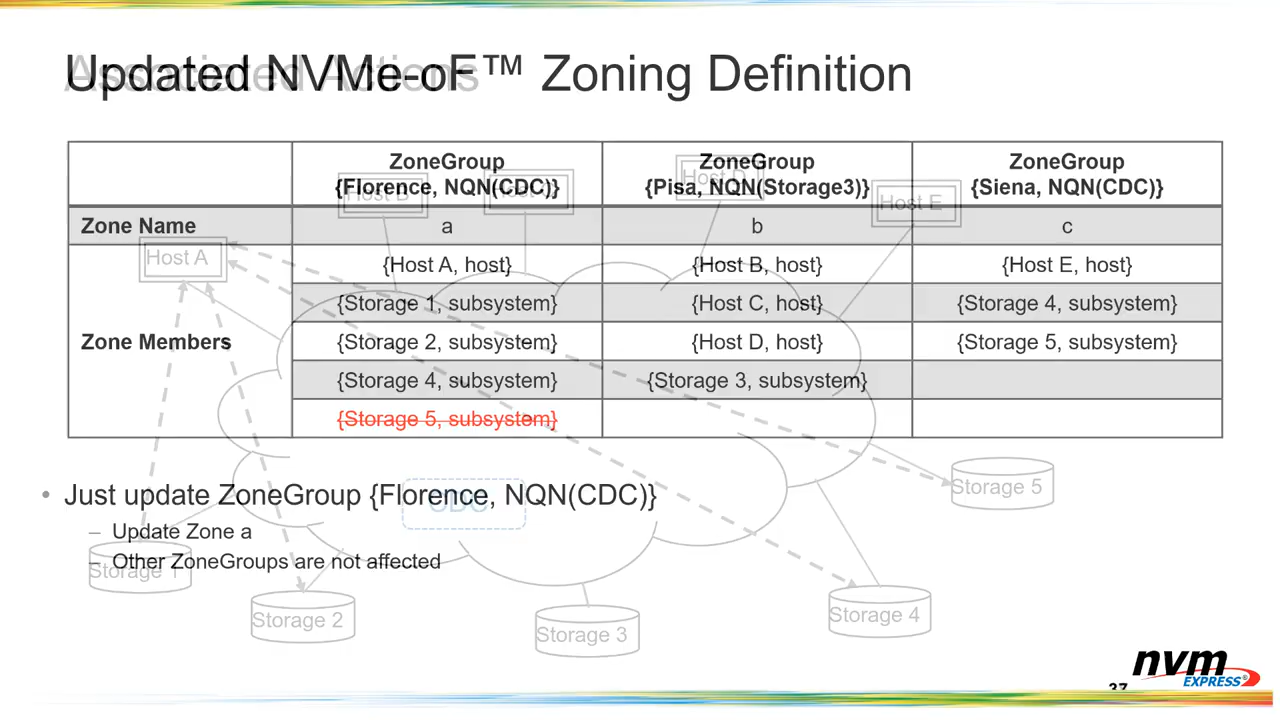 Updated NVMe-oF™ Zoning Definition
Associated Actions
ZoneGroup {Florence, NQN(CDC)}
ZoneGroup {Pisa, NQN(Storage3)}
ZoneGroup {Siena, NQN(CDC)}
Zone Name a b c
Zone Members
{Host A, host} {Host B, host} {Host E, host}
{Storage 1, subsystem} {Host C, host} {Storage 4, subsystem}
{Storage 2, subsystem} {Host D, host} {Storage 5, subsystem}
{Storage 4, subsystem} {Storage 3, subsystem}
{Storage 5, subsystem}
• Just update ZoneGroup {Florence, NQN(CDC)}
– Update Zone a
– Other ZoneGroups are not affected
Host A
Host B
Host D
Host E
CDC
Storage 1
Storage 2
Storage 3
Storage 4
Storage 5
nvm
EXPRESS®
37